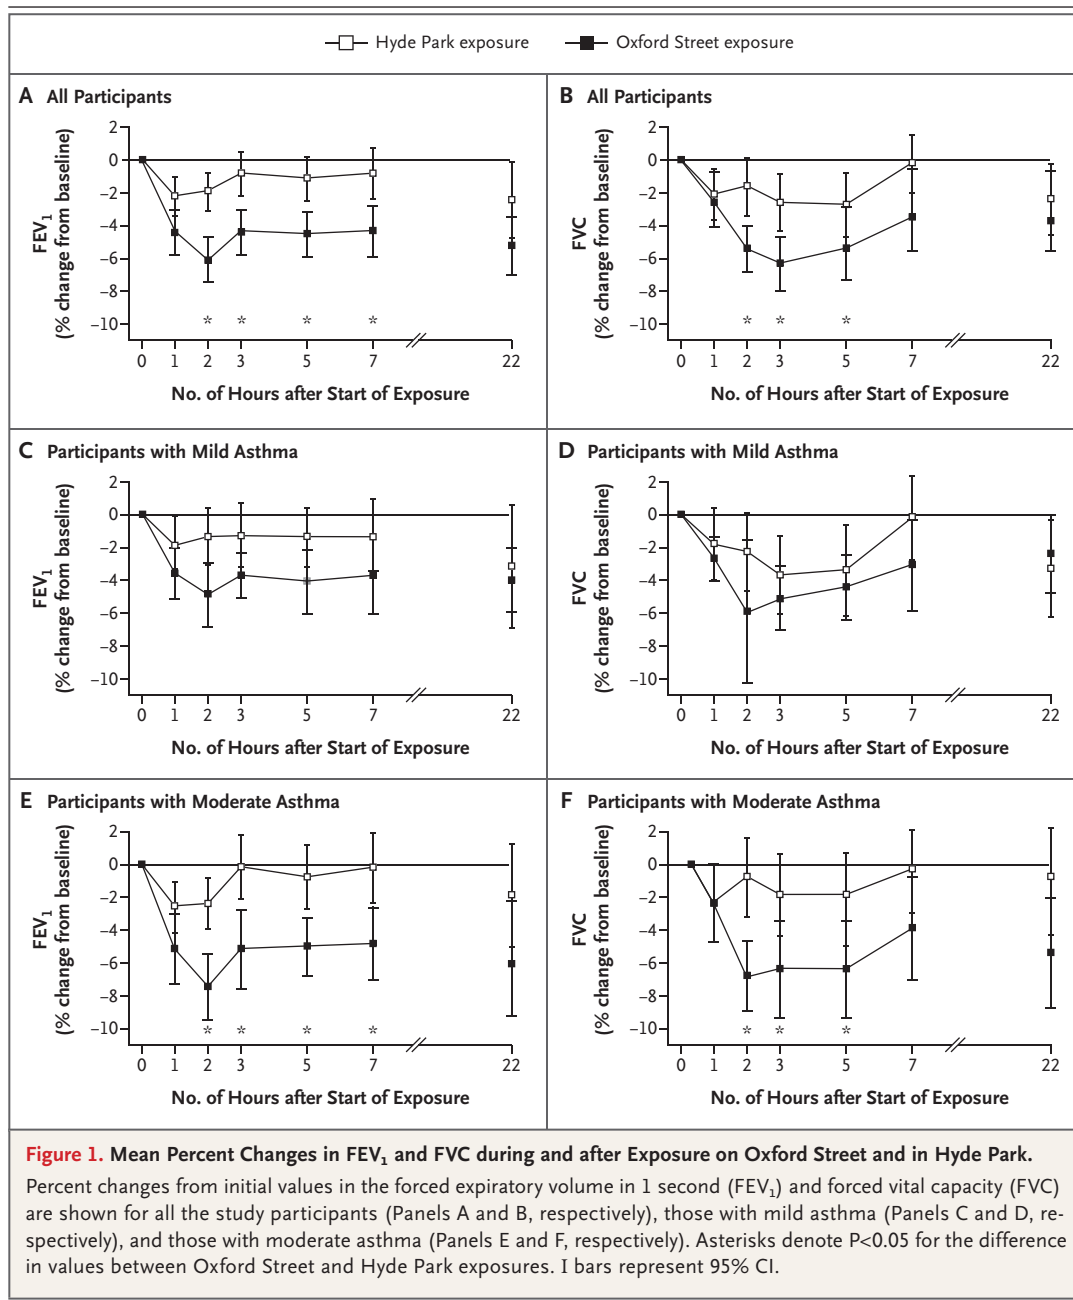 Hyde Park exposure Oxford Street exposure
A All Participants
FEV₁
(% change from baseline)
2
0
−2
−4
−6
−8
−10
* * * *
0 1 2 3 5 7 22
No. of Hours after Start of Exposure
B All Participants
FVC
(% change from baseline)
2
0
−2
−4
−6
−8
−10
* * *
0 1 2 3 5 7 22
No. of Hours after Start of Exposure
C Participants with Mild Asthma
FEV₁
(% change from baseline)
2
0
−2
−4
−6
−8
−10
0 1 2 3 5 7 22
No. of Hours after Start of Exposure
D Participants with Mild Asthma
FVC
(% change from baseline)
2
0
−2
−4
−6
−8
−10
0 1 2 3 5 7 22
No. of Hours after Start of Exposure
E Participants with Moderate Asthma
FEV₁
(% change from baseline)
2
0
−2
−4
−6
−8
−10
* * * *
0 1 2 3 5 7 22
No. of Hours after Start of Exposure
F Participants with Moderate Asthma
FVC
(% change from baseline)
2
0
−2
−4
−6
−8
−10
* * *
0 1 2 3 5 7 22
No. of Hours after Start of Exposure
Figure 1. Mean Percent Changes in FEV₁ and FVC during and after Exposure on Oxford Street and in Hyde Park.
Percent changes from initial values in the forced expiratory volume in 1 second (FEV₁) and forced vital capacity (FVC)
are shown for all the study participants (Panels A and B, respectively), those with mild asthma (Panels C and D, re-
spectively), and those with moderate asthma (Panels E and F, respectively). Asterisks denote P<0.05 for the difference
in values between Oxford Street and Hyde Park exposures. I bars represent 95% CI.